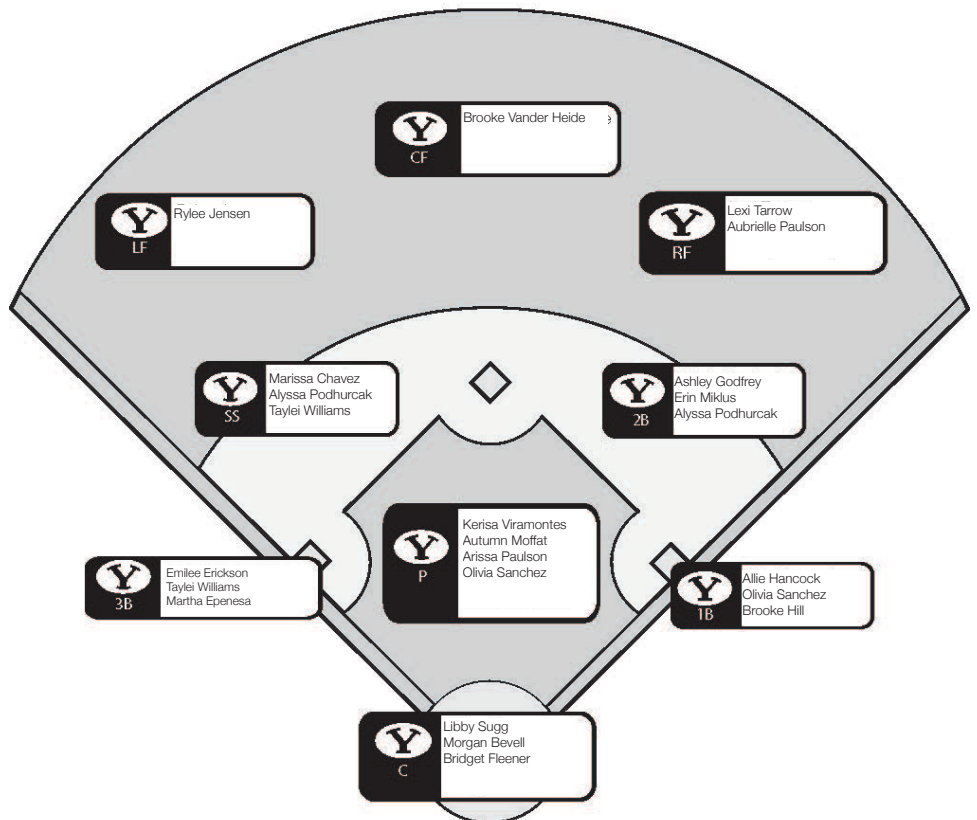 Y
CF
Brooke Vander Heide
Y
LF
Rylee Jensen
Y
RF
Lexi Tarrow
Aubrielle Paulson
Y
SS
Marissa Chavez
Alyssa Podhurcak
Taylei Williams
Y
2B
Ashley Godfrey
Erin Miklus
Alyssa Podhurcak
Y
P
Kerisa Viramontes
Autumn Moffat
Arissa Paulson
Olivia Sanchez
Y
3B
Emilee Erickson
Taylei Williams
Martha Epenesa
Y
1B
Allie Hancock
Olivia Sanchez
Brooke Hill
Y
C
Libby Sugg
Morgan Bevell
Bridget Fleener